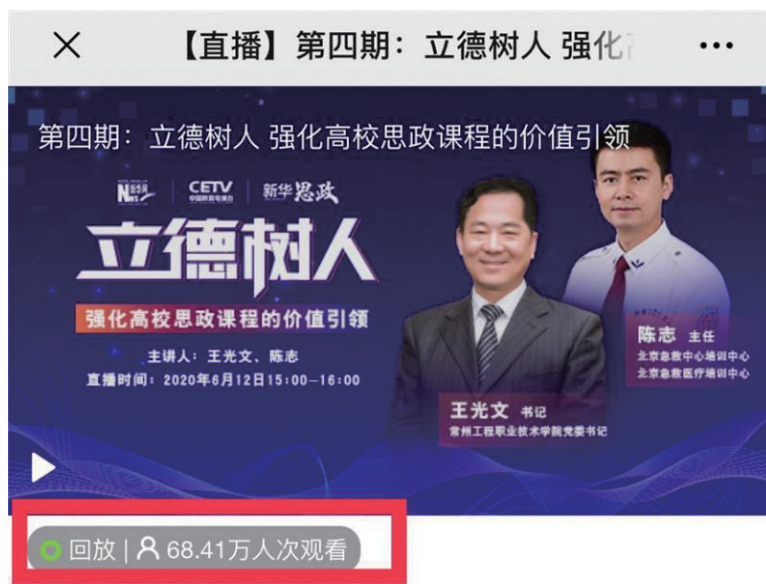 【直播】第四期：立德树人 强化
第四期：立德树人 强化高校思政课程的价值引领
CETV
中国教育电视台
新华思政
立德树人
强化高校思政课程的价值引领
主讲人：王光文、陈志
直播时间：2020年6月12日15:00-16:00
陈志 主任
北京急救中心培训中心
北京急救医疗培训中心
王光文 书记
常州工程职业技术学院党委书记
回放 | 68.41万人次观看